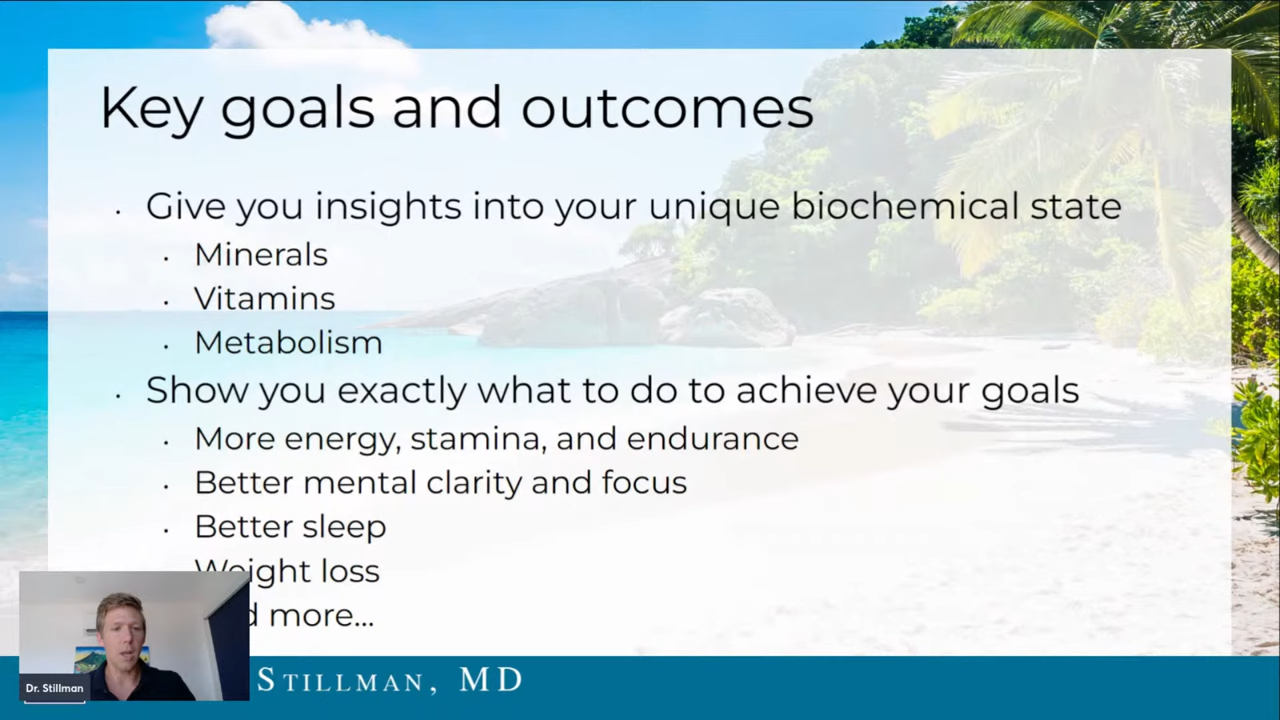 Key goals and outcomes
· Give you insights into your unique biochemical state
· Minerals
· Vitamins
· Metabolism
· Show you exactly what to do to achieve your goals
· More energy, stamina, and endurance
· Better mental clarity and focus
· Better sleep
Weight loss
more...
Dr. Stillman
STILLMAN, MD